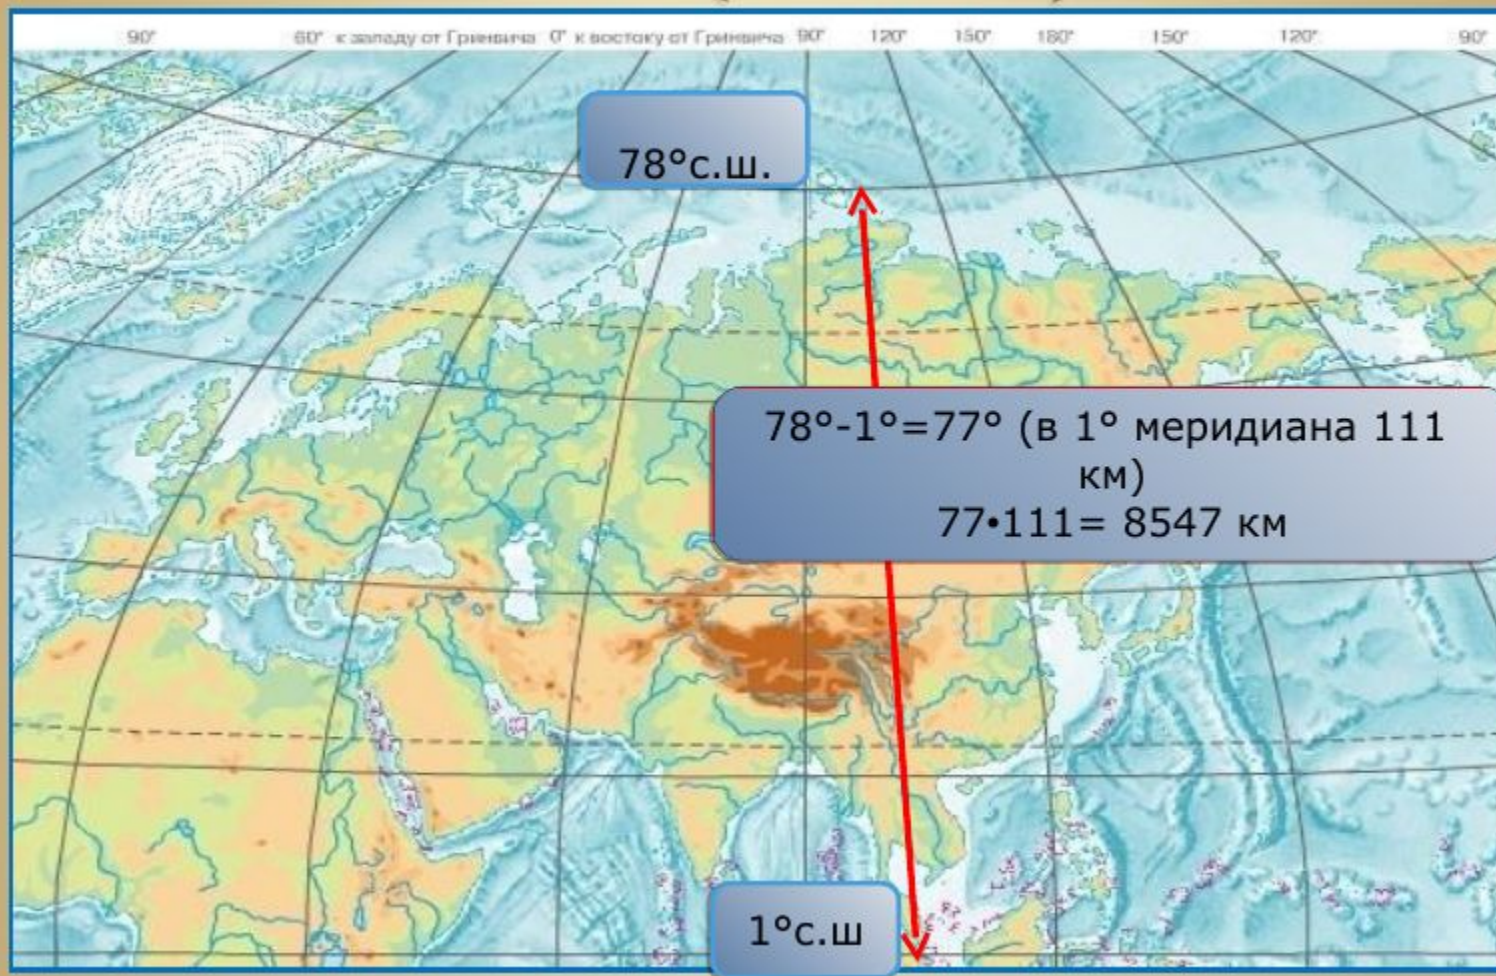 90° 60° к западу от Гринвича 0° к востоку от Гринвича 90° 120° 150° 180° 150° 120° 90°
78°с.ш.
78°-1°=77° (в 1° меридиана 111
км)
77•111= 8547 км
1°с.ш